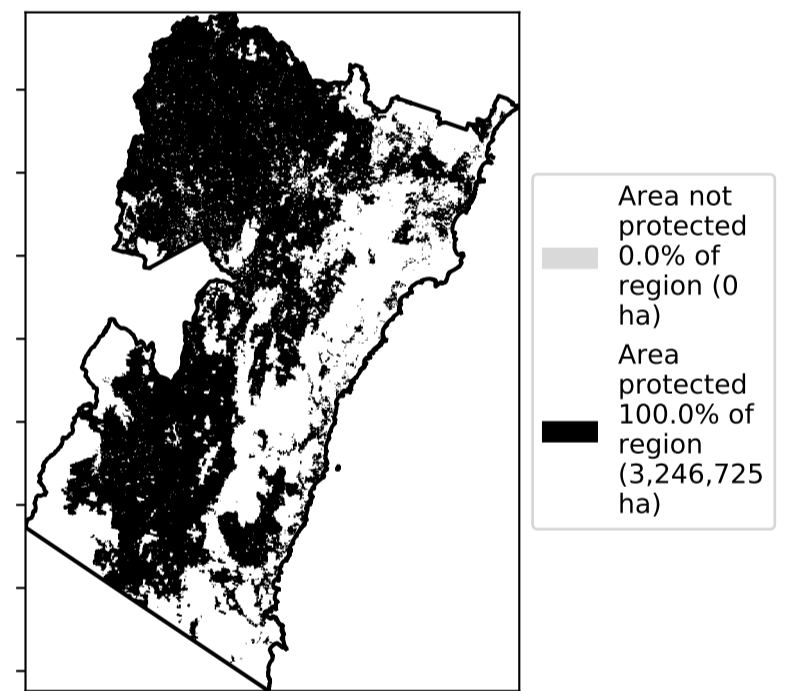 Area not
protected
0.0% of
region (0
ha)
Area
protected
100.0% of
region
(3,246,725
ha)